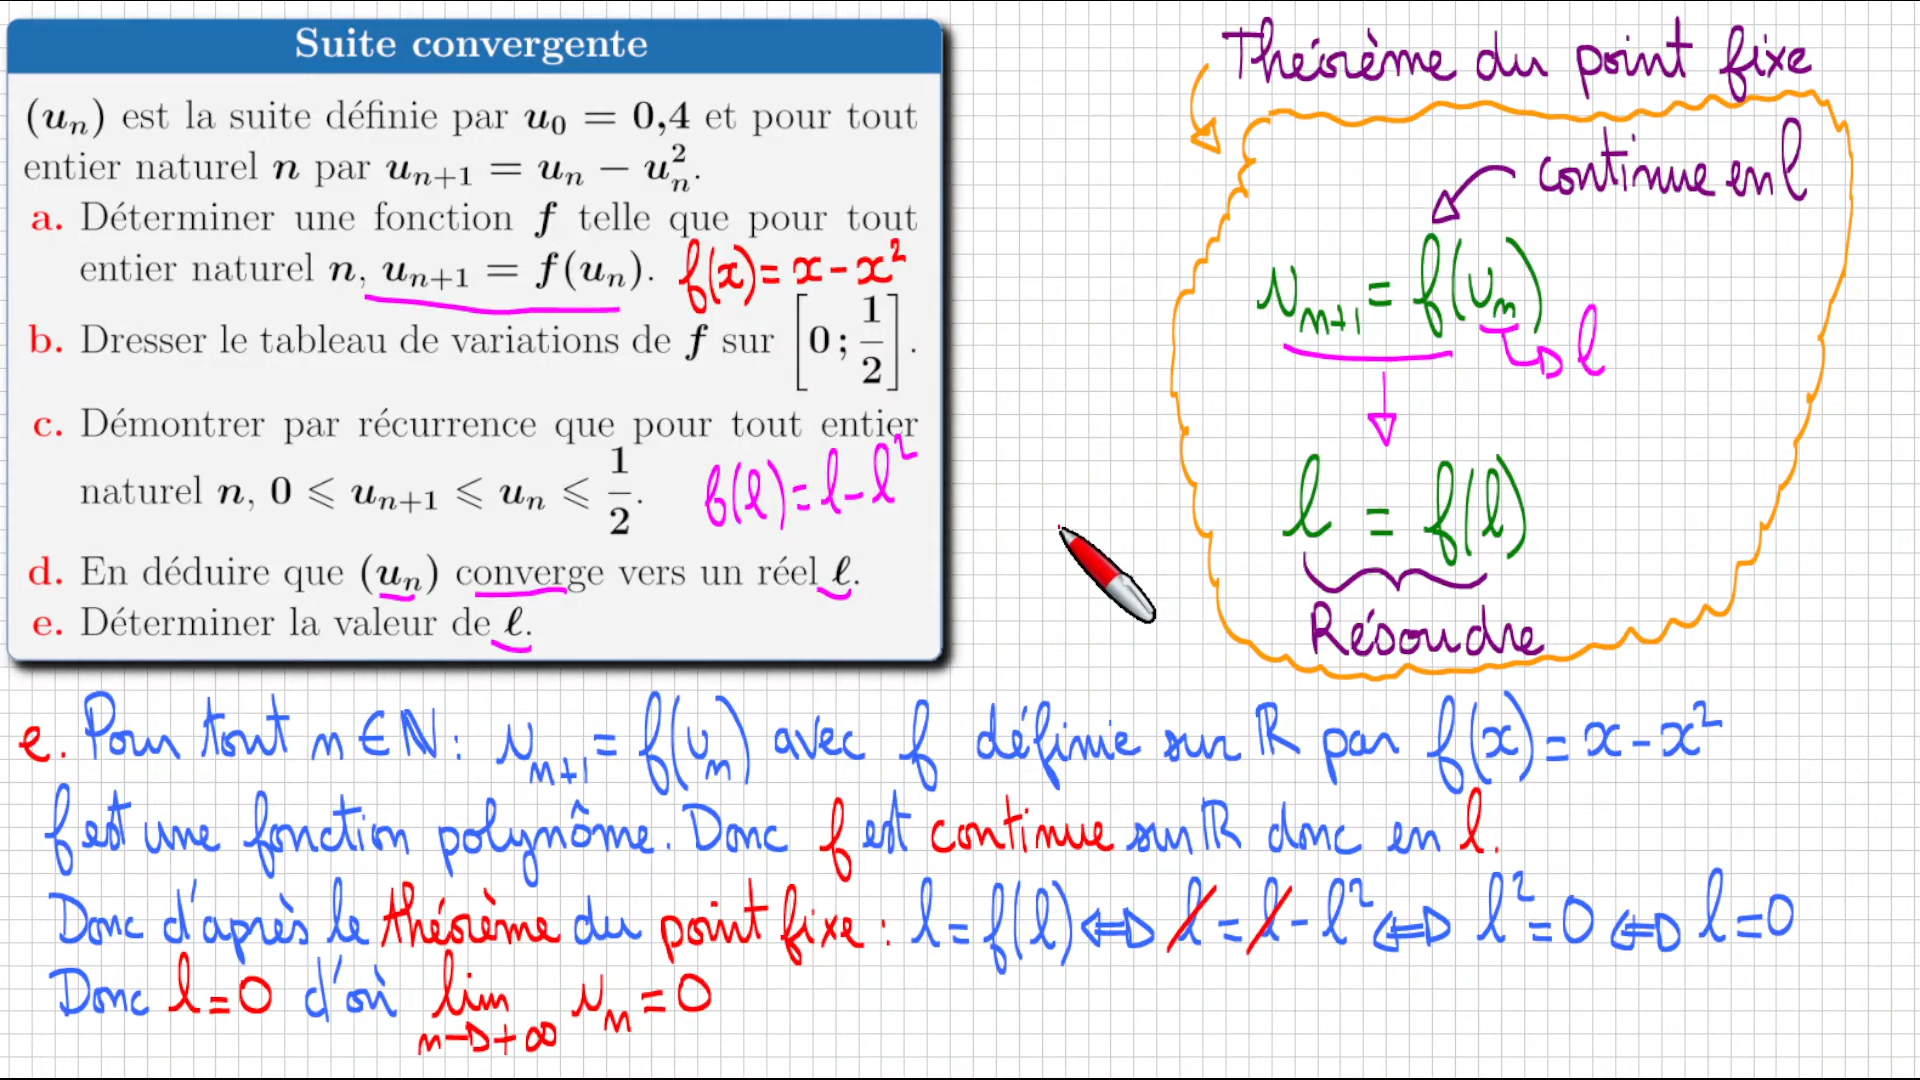 Suite convergente
(uₙ) est la suite définie par u₀ = 0,4 et pour tout
entier naturel n par uₙ₊₁ = uₙ − uₙ².
a. Déterminer une fonction f telle que pour tout
entier naturel n, uₙ₊₁ = f(uₙ). f(x) = x − x²
b. Dresser le tableau de variations de f sur [0 ; 1/2].
c. Démontrer par récurrence que pour tout entier
naturel n, 0 ⩽ uₙ₊₁ ⩽ uₙ ⩽ 1/2. f(l) = l − l²
d. En déduire que (uₙ) converge vers un réel ℓ.
e. Déterminer la valeur de ℓ.
Théorème du point fixe
continue en l
uₙ₊₁ = f(uₙ)
→ l
l = f(l)
Résoudre
e. Pour tout n ∈ ℕ : uₙ₊₁ = f(uₙ) avec f définie sur ℝ par f(x) = x − x²
f est une fonction polynôme. Donc f est continue sur ℝ donc en l.
Donc d'après le théorème du point fixe : l = f(l) ⇔ l = l − l² ⇔ l² = 0 ⇔ l = 0
Donc l = 0 d'où lim uₙ = 0
n → +∞